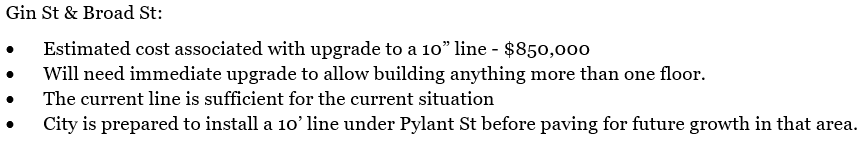 Gin St & Broad St:
• Estimated cost associated with upgrade to a 10” line - $850,000
• Will need immediate upgrade to allow building anything more than one floor.
• The current line is sufficient for the current situation
• City is prepared to install a 10’ line under Pylant St before paving for future growth in that area.